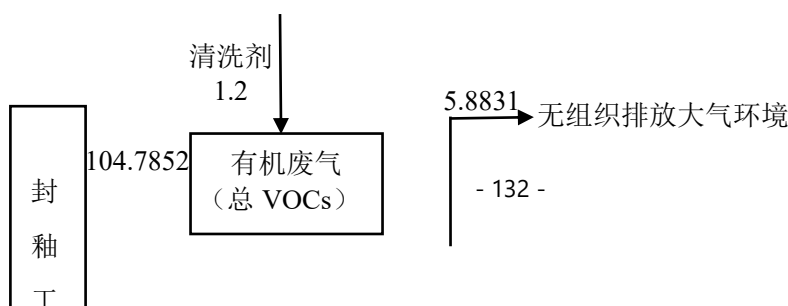 清洗剂
1.2
5.8831
无组织排放大气环境
104.7852
有机废气
（总 VOCs）
- 132 -
封
釉
工